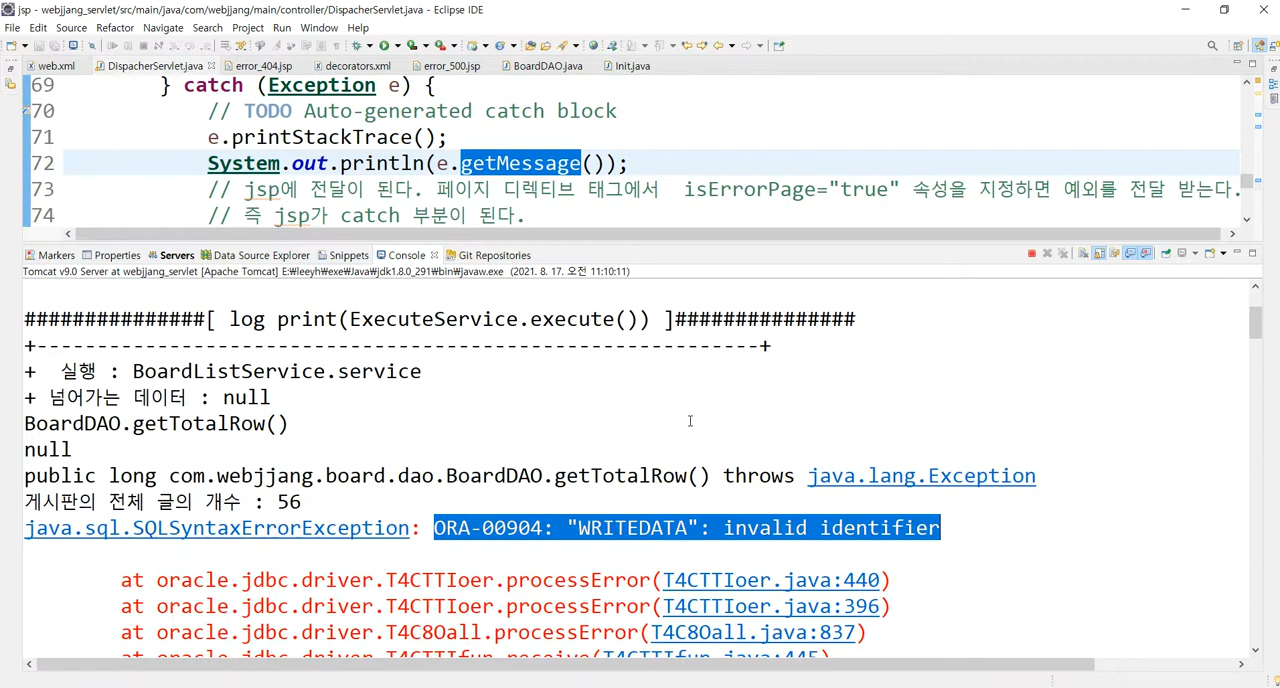 jsp - webjjang_servlet/src/main/java/com/webjjang/main/controller/DispacherServlet.java - Eclipse IDE
File Edit Source Refactor Navigate Search Project Run Window Help
web.xml DispacherServlet.java error_404.jsp decorators.xml error_500.jsp BoardDAO.java Init.java
69 } catch (Exception e) {
70 // TODO Auto-generated catch block
71 e.printStackTrace();
72 System.out.println(e.getMessage());
73 // jsp에 전달이 된다. 페이지 디렉티브 태그에서 isErrorPage="true" 속성을 지정하면 예외를 전달 받는다.
74 // 즉 jsp가 catch 부분이 된다.
Markers Properties Servers Data Source Explorer Snippets Console Git Repositories
Tomcat v9.0 Server at webjjang_servlet [Apache Tomcat] E:₩leeyh₩exe₩Java₩jdk1.8.0_291₩bin₩javaw.exe (2021. 8. 17. 오전 11:10:11)
###############[ log print(ExecuteService.execute()) ]###############
+------------------------------------------------------------+
+ 실행 : BoardListService.service
+ 넘어가는 데이터 : null
BoardDAO.getTotalRow()
null
public long com.webjjang.board.dao.BoardDAO.getTotalRow() throws java.lang.Exception
게시판의 전체 글의 개수 : 56
java.sql.SQLSyntaxErrorException: ORA-00904: "WRITEDATA": invalid identifier
at oracle.jdbc.driver.T4CTTIoer.processError(T4CTTIoer.java:440)
at oracle.jdbc.driver.T4CTTIoer.processError(T4CTTIoer.java:396)
at oracle.jdbc.driver.T4C8Oall.processError(T4C8Oall.java:837)
at oracle.jdbc.driver.T4CTTIfun.receive(T4CTTIfun.java:445)